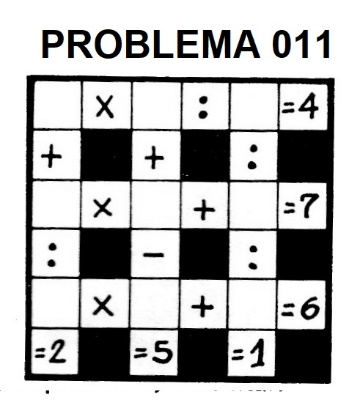 PROBLEMA 011
× : =4
+ + :
× + =7
: − :
× + =6
=2 =5 =1